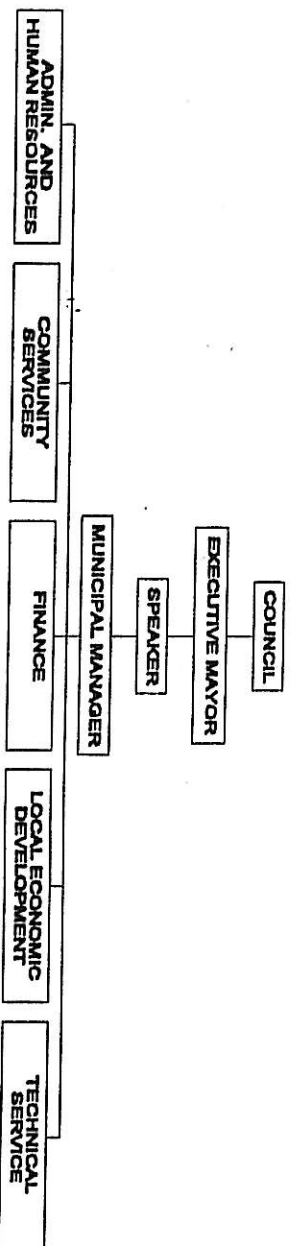 COUNCIL
EXECUTIVE MAYOR
SPEAKER
MUNICIPAL MANAGER
ADMIN. AND
HUMAN RESOURCES
COMMUNITY
SERVICES
FINANCE
LOCAL ECONOMIC
DEVELOPMENT
TECHNICAL
SERVICE